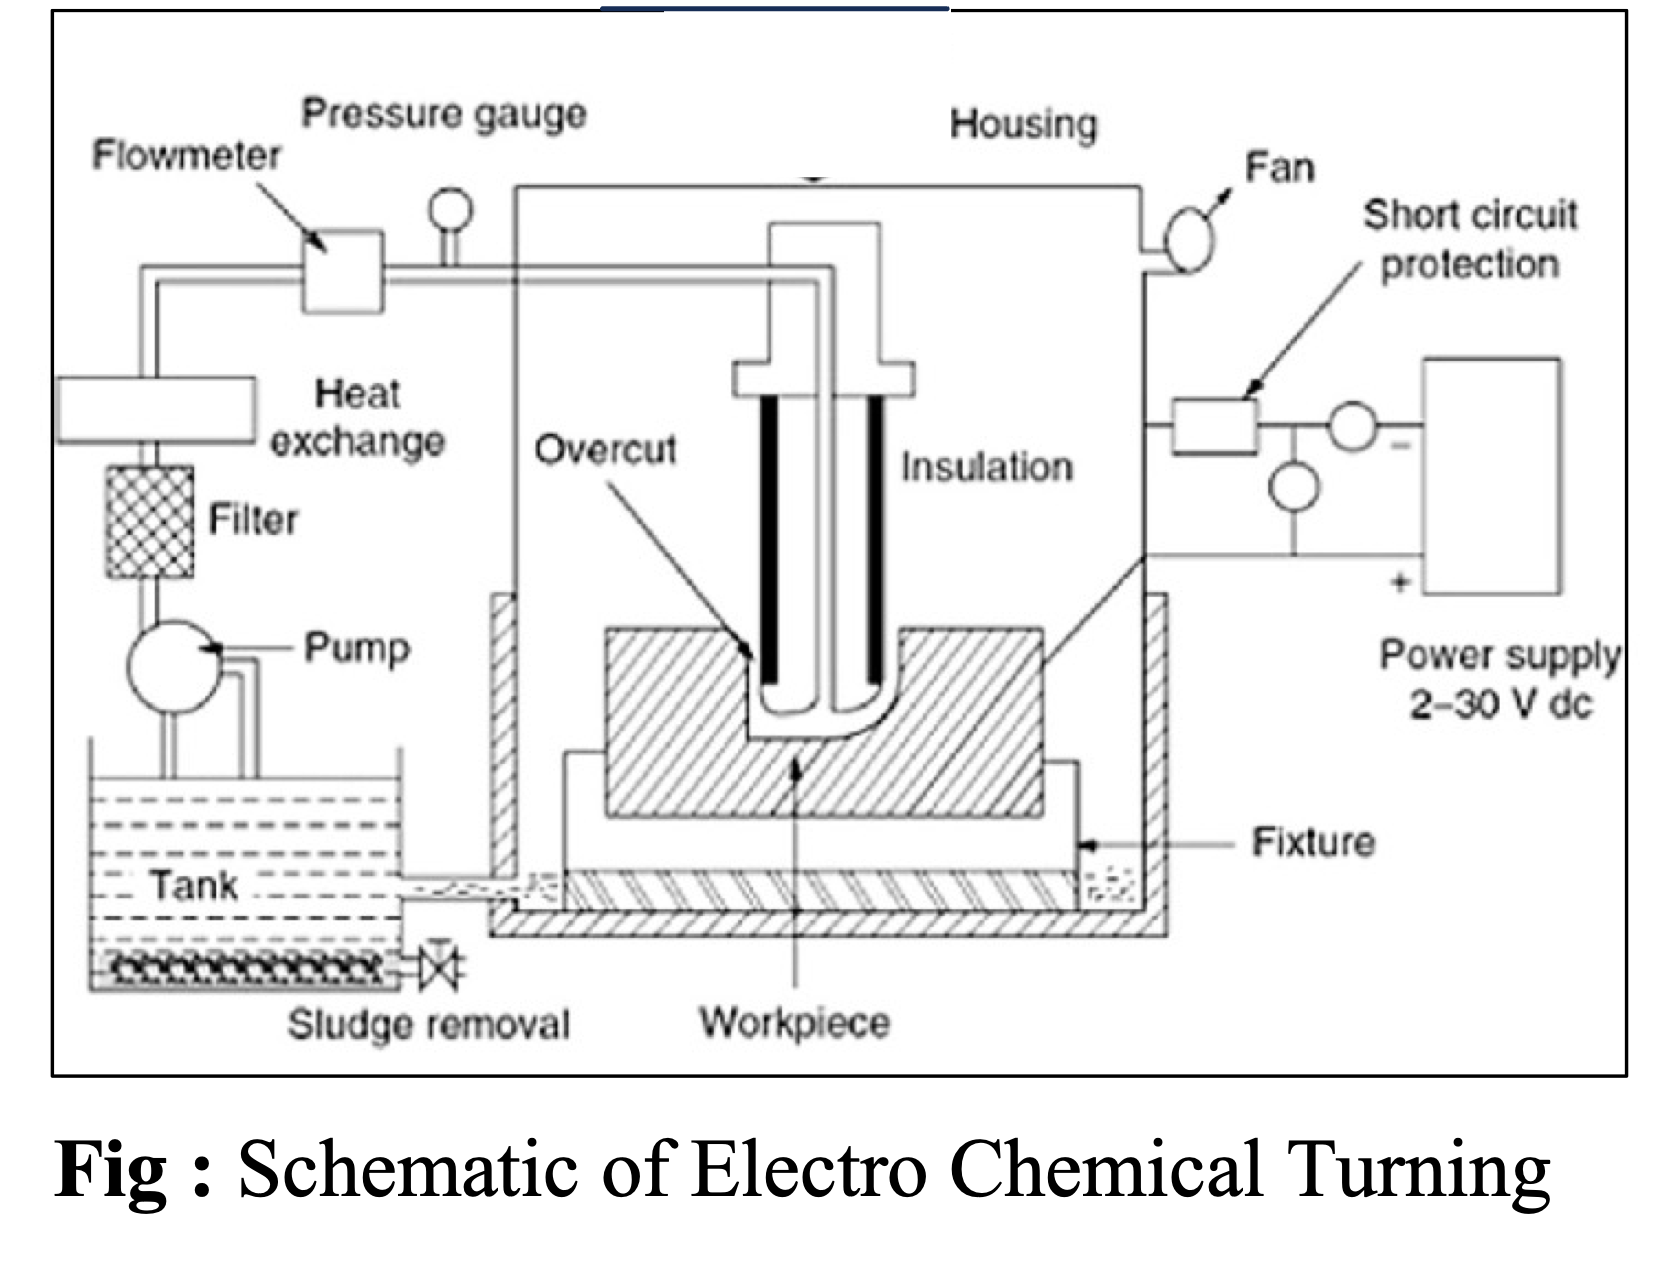 Pressure gauge
Housing
Flowmeter
Fan
Short circuit
protection
Heat
exchange
Overcut
Insulation
Filter
−
+
Pump
Power supply
2–30 V dc
Fixture
Tank
Sludge removal
Workpiece
Fig : Schematic of Electro Chemical Turning